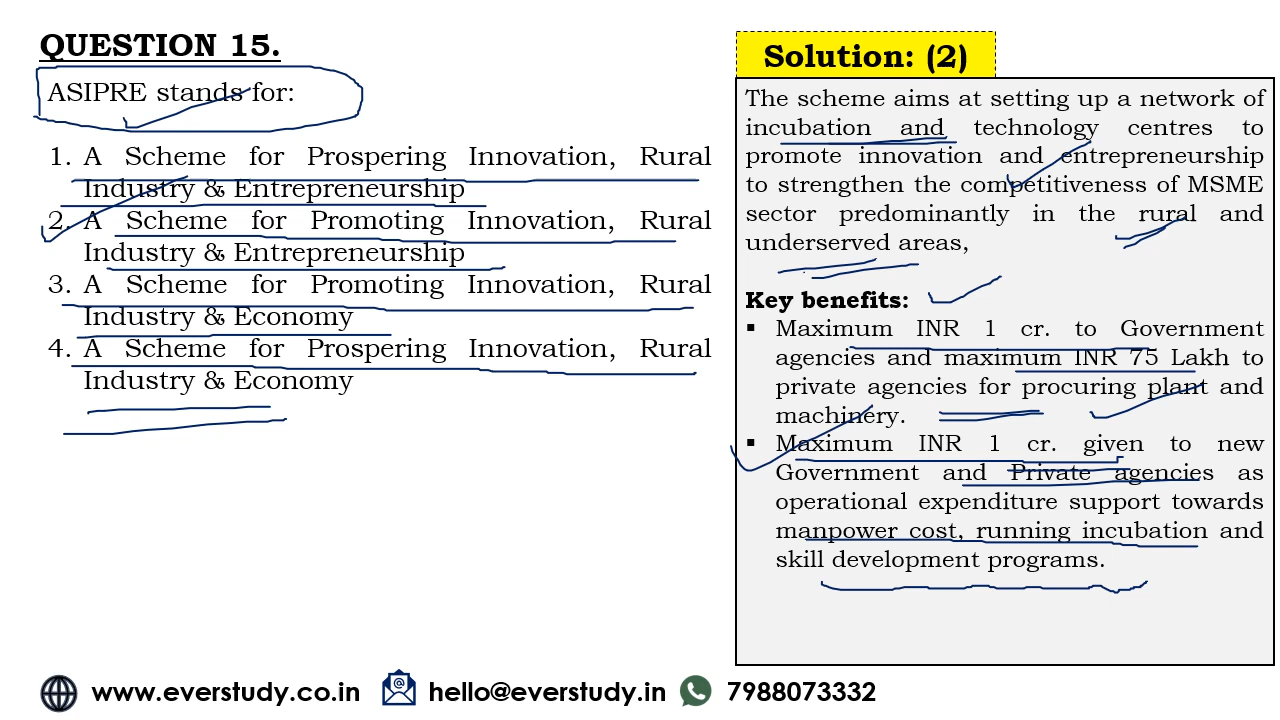 QUESTION 15.
ASIPRE stands for:
1. A Scheme for Prospering Innovation, Rural
Industry & Entrepreneurship
2. A Scheme for Promoting Innovation, Rural
Industry & Entrepreneurship
3. A Scheme for Promoting Innovation, Rural
Industry & Economy
4. A Scheme for Prospering Innovation, Rural
Industry & Economy
Solution: (2)
The scheme aims at setting up a network of
incubation and technology centres to
promote innovation and entrepreneurship
to strengthen the competitiveness of MSME
sector predominantly in the rural and
underserved areas,
Key benefits:
▪ Maximum INR 1 cr. to Government
agencies and maximum INR 75 Lakh to
private agencies for procuring plant and
machinery.
▪ Maximum INR 1 cr. given to new
Government and Private agencies as
operational expenditure support towards
manpower cost, running incubation and
skill development programs.
www.everstudy.co.in hello@everstudy.in 7988073332